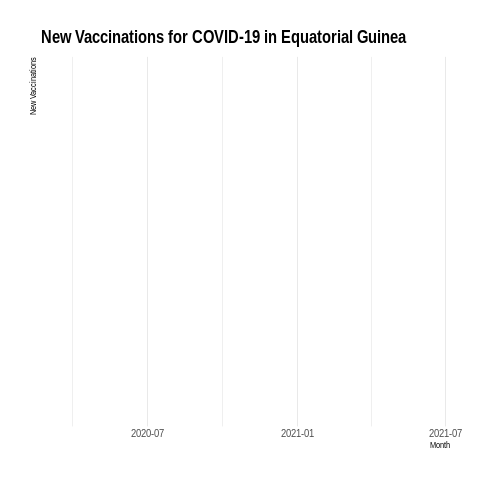 New Vaccinations for COVID-19 in Equatorial Guinea
New Vaccinations
2020-07
2021-01
2021-07
Month